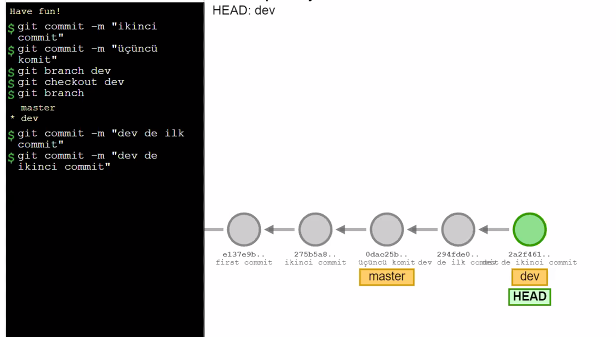 Have fun!
HEAD: dev
$ git commit -m "ikinci
commit"
$ git commit -m "üçüncü
komit"
$ git branch dev
$ git checkout dev
$ git branch
master
* dev
$ git commit -m "dev de ilk
commit"
$ git commit -m "dev de
ikinci commit"
e137e9b.. 275b5a8.. 0dac25b.. 294fde0.. 2a2f461..
first commit ikinci commit üçüncü komit dev de ilk commit de ikinci commit
master dev
HEAD